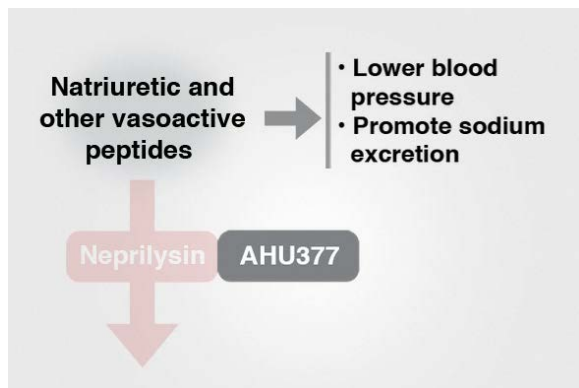 Natriuretic and
other vasoactive
peptides
• Lower blood
pressure
• Promote sodium
excretion
Neprilysin
AHU377